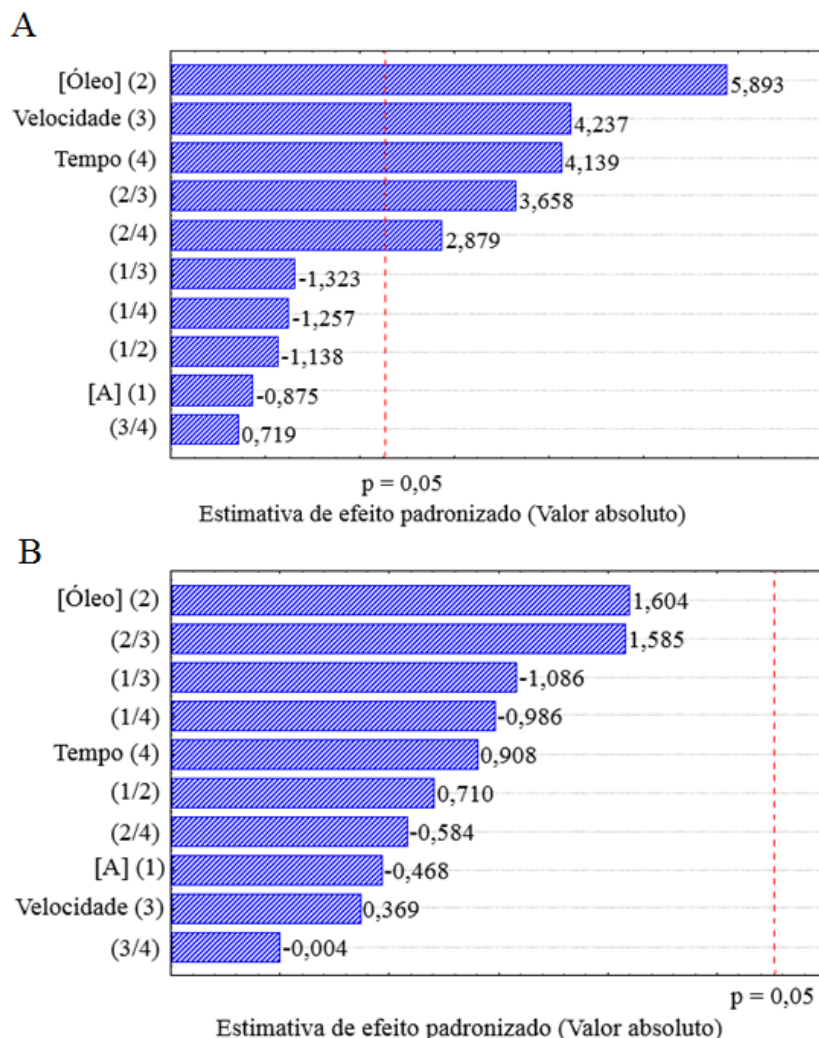 A
[Óleo] (2)
5,893
Velocidade (3)
4,237
Tempo (4)
4,139
(2/3)
3,658
(2/4)
2,879
(1/3)
-1,323
(1/4)
-1,257
(1/2)
-1,138
[A] (1)
-0,875
(3/4)
0,719
p = 0,05
Estimativa de efeito padronizado (Valor absoluto)
B
[Óleo] (2)
1,604
(2/3)
1,585
(1/3)
-1,086
(1/4)
-0,986
Tempo (4)
0,908
(1/2)
0,710
(2/4)
-0,584
[A] (1)
-0,468
Velocidade (3)
0,369
(3/4)
-0,004
p = 0,05
Estimativa de efeito padronizado (Valor absoluto)